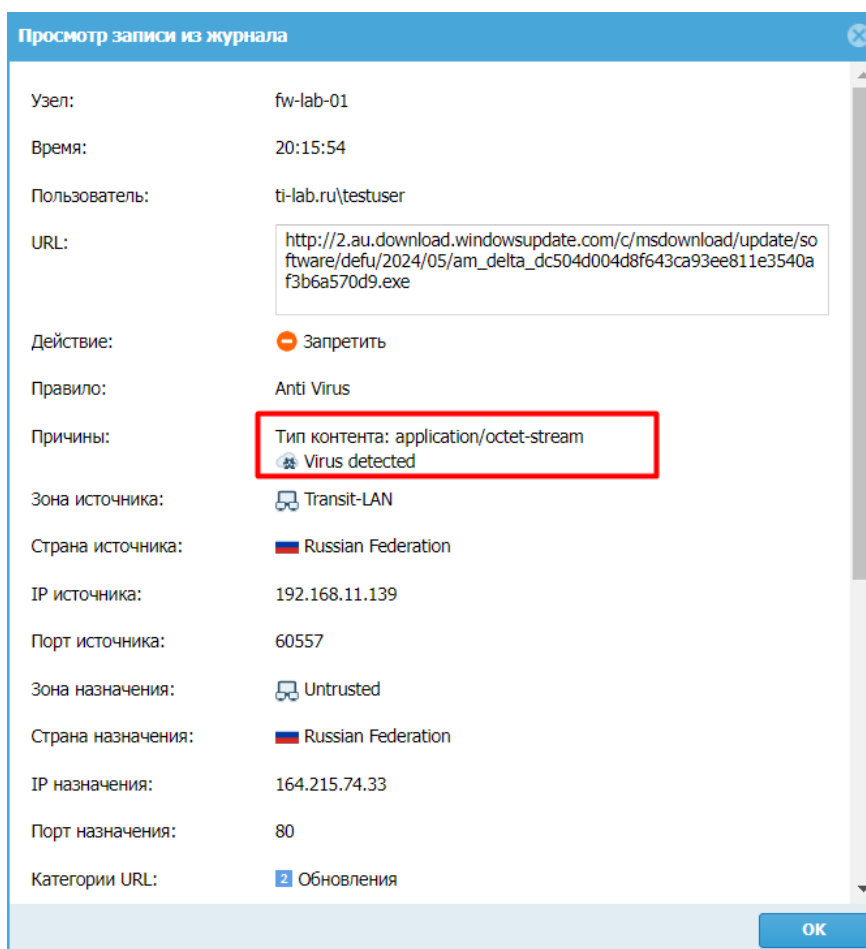 Просмотр записи из журнала
Узел: fw-lab-01
Время: 20:15:54
Пользователь: ti-lab.ru\testuser
URL: http://2.au.download.windowsupdate.com/c/msdownload/update/so
ftware/defu/2024/05/am_delta_dc504d004d8f643ca93ee811e3540a
f3b6a570d9.exe
Действие: Запретить
Правило: Anti Virus
Причины: Тип контента: application/octet-stream
Virus detected
Зона источника: Transit-LAN
Страна источника: Russian Federation
IP источника: 192.168.11.139
Порт источника: 60557
Зона назначения: Untrusted
Страна назначения: Russian Federation
IP назначения: 164.215.74.33
Порт назначения: 80
Категории URL: 2 Обновления
OK